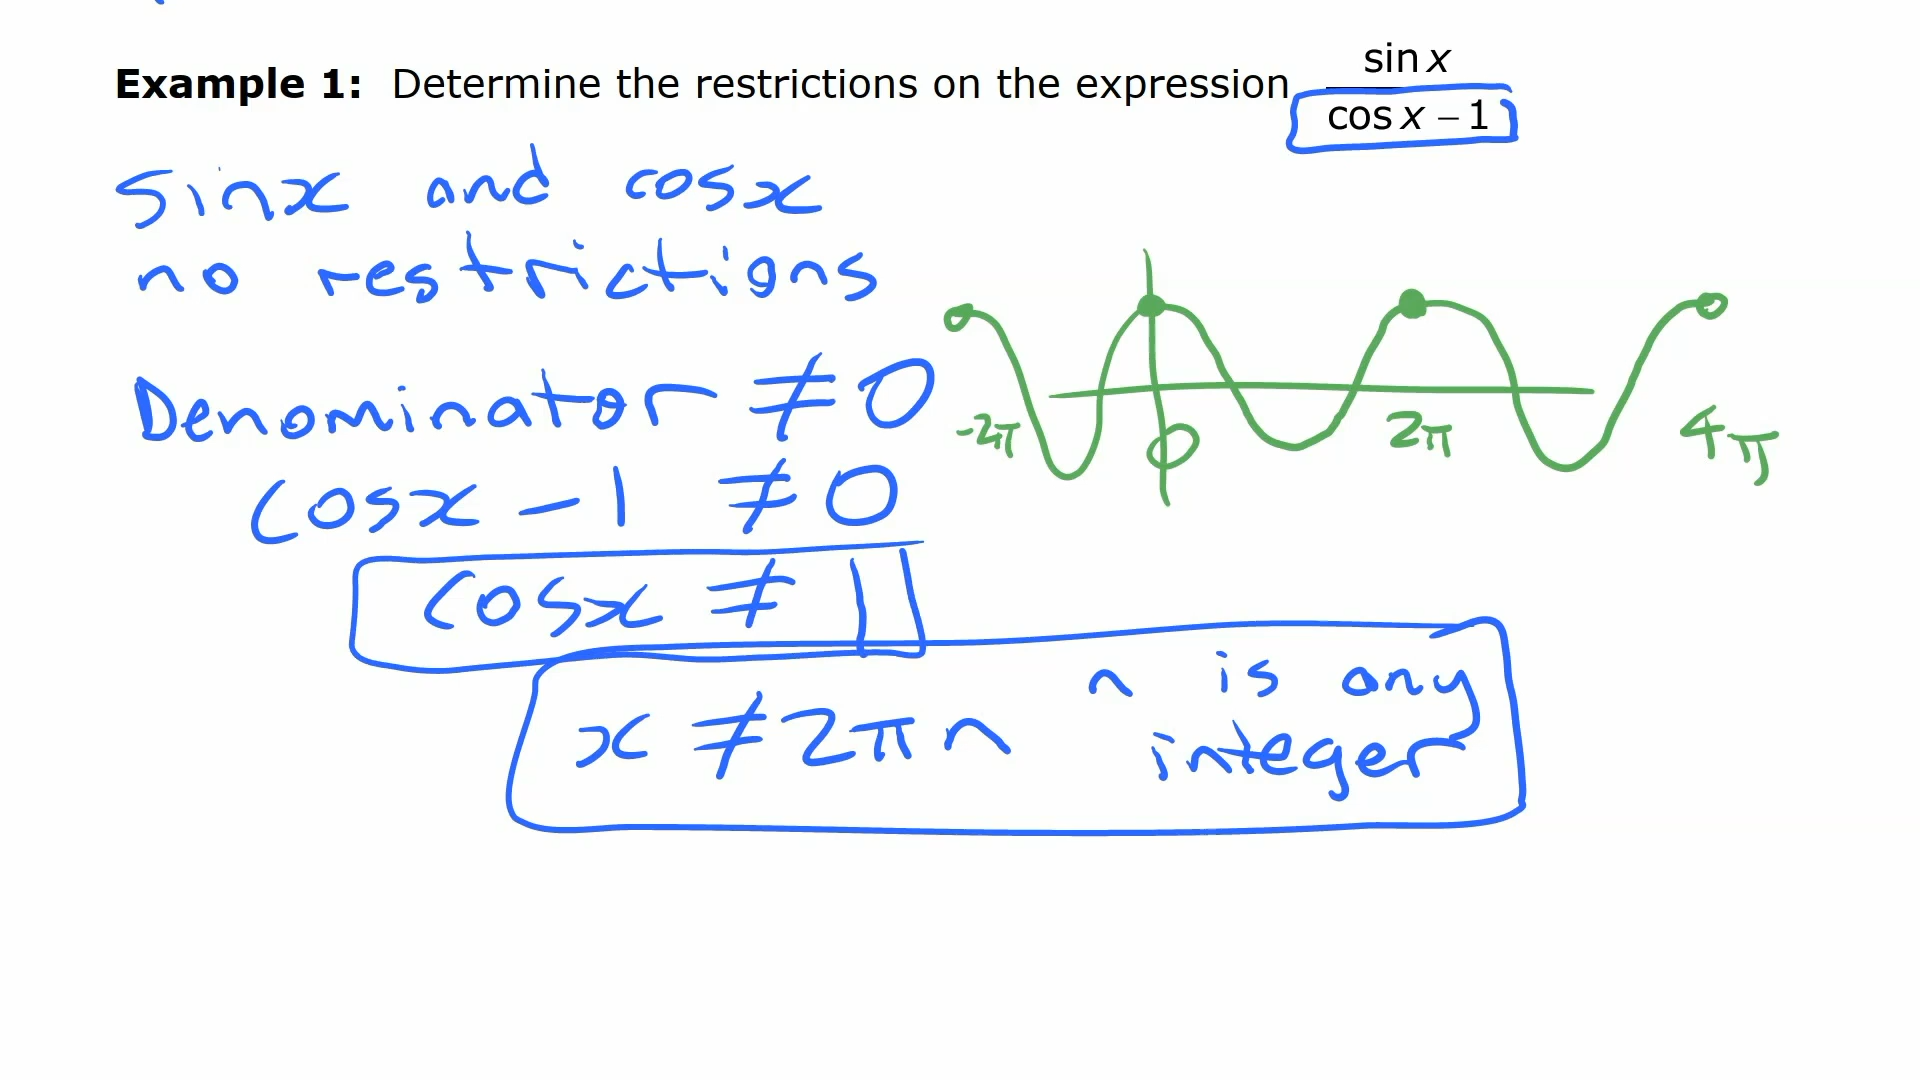 Example 1: Determine the restrictions on the expression sin x / cos x – 1
sinx and cosx
no restrictions
Denominator ≠ 0
cosx - 1 ≠ 0
cosx ≠ 1
x ≠ 2πn n is any
integer
-2π 0 2π 4π